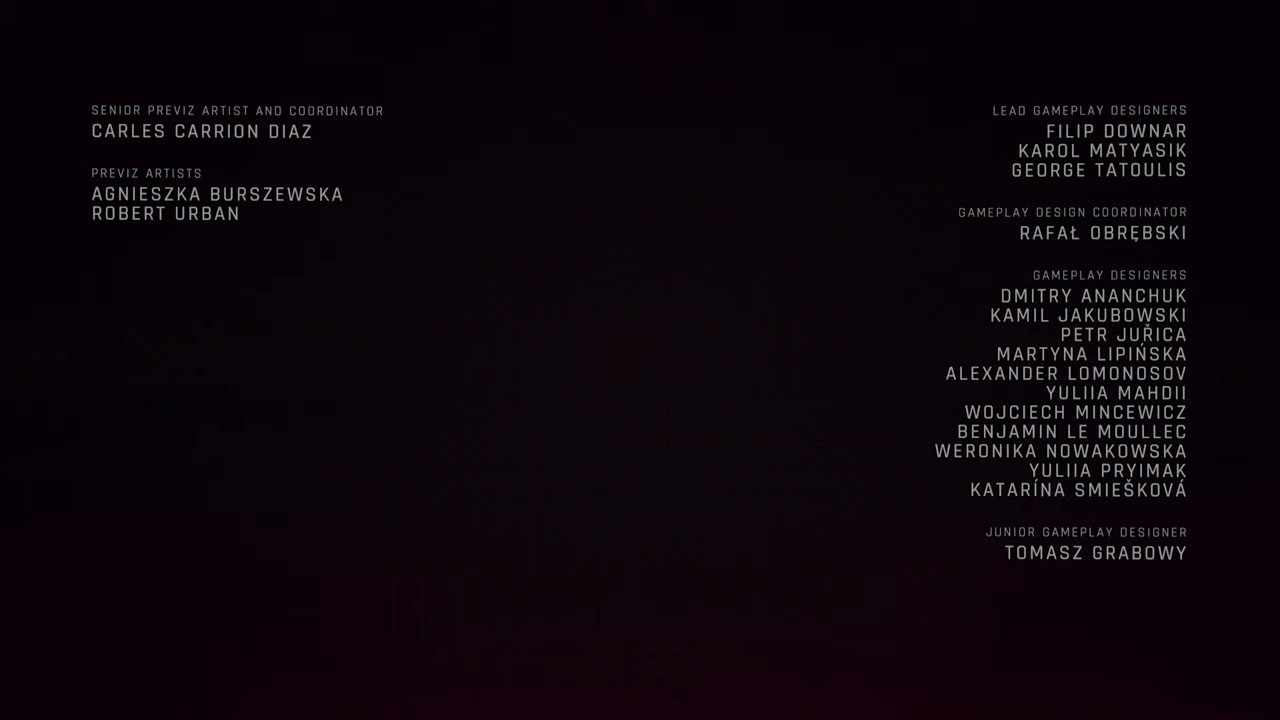 SENIOR PREVIZ ARTIST AND COORDINATOR
CARLES CARRION DIAZ
PREVIZ ARTISTS
AGNIESZKA BURSZEWSKA
ROBERT URBAN
LEAD GAMEPLAY DESIGNERS
FILIP DOWNAR
KAROL MATYASIK
GEORGE TATOULIS
GAMEPLAY DESIGN COORDINATOR
RAFAŁ OBRĘBSKI
GAMEPLAY DESIGNERS
DMITRY ANANCHUK
KAMIL JAKUBOWSKI
PETR JUŘICA
MARTYNA LIPIŃSKA
ALEXANDER LOMONOSOV
YULIIA MAHDII
WOJCIECH MINCEWICZ
BENJAMIN LE MOULLEC
WERONIKA NOWAKOWSKA
YULIIA PRYIMAK
KATARÍNA SMIEŠKOVÁ
JUNIOR GAMEPLAY DESIGNER
TOMASZ GRABOWY